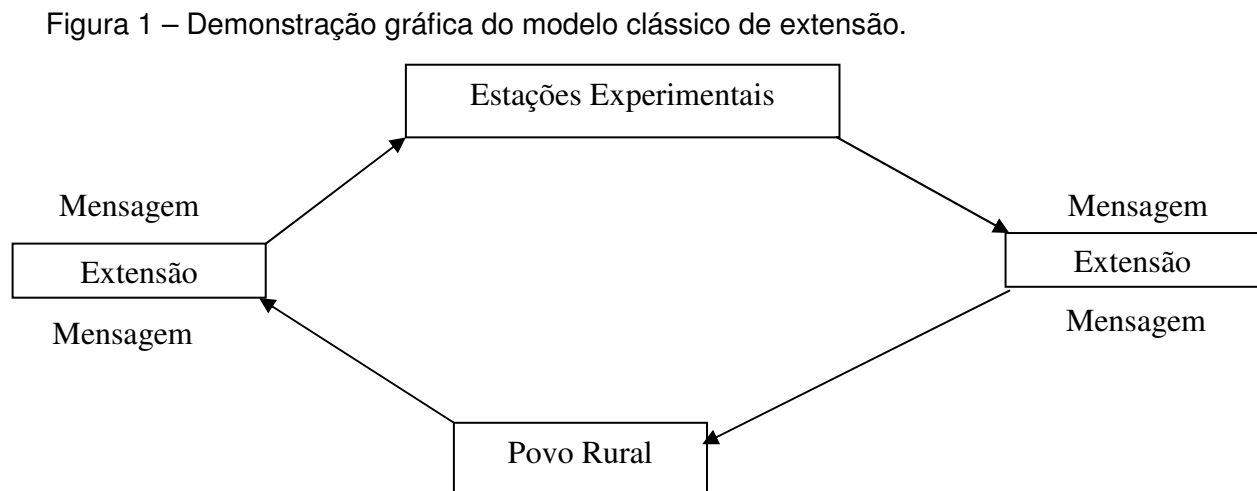 Figura 1 – Demonstração gráfica do modelo clássico de extensão.
Estações Experimentais
Mensagem
Mensagem
Extensão
Extensão
Mensagem
Mensagem
Povo Rural